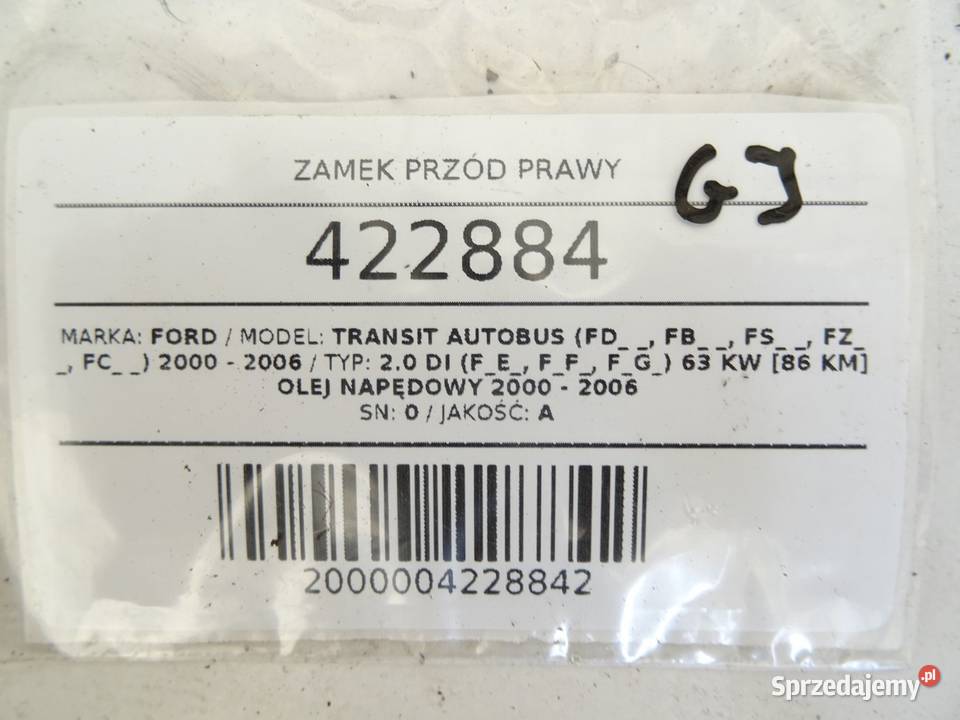 ZAMEK PRZÓD PRAWY
GJ
422884
MARKA: FORD / MODEL: TRANSIT AUTOBUS (FD_ _, FB_ _, FS_ _, FZ_
_, FC_ _) 2000 - 2006 / TYP: 2.0 DI (F_E_, F_F_, F_G_) 63 KW [86 KM]
OLEJ NAPĘDOWY 2000 - 2006
SN: 0 / JAKOŚĆ: A
2000004228842
Sprzedajemy.pl